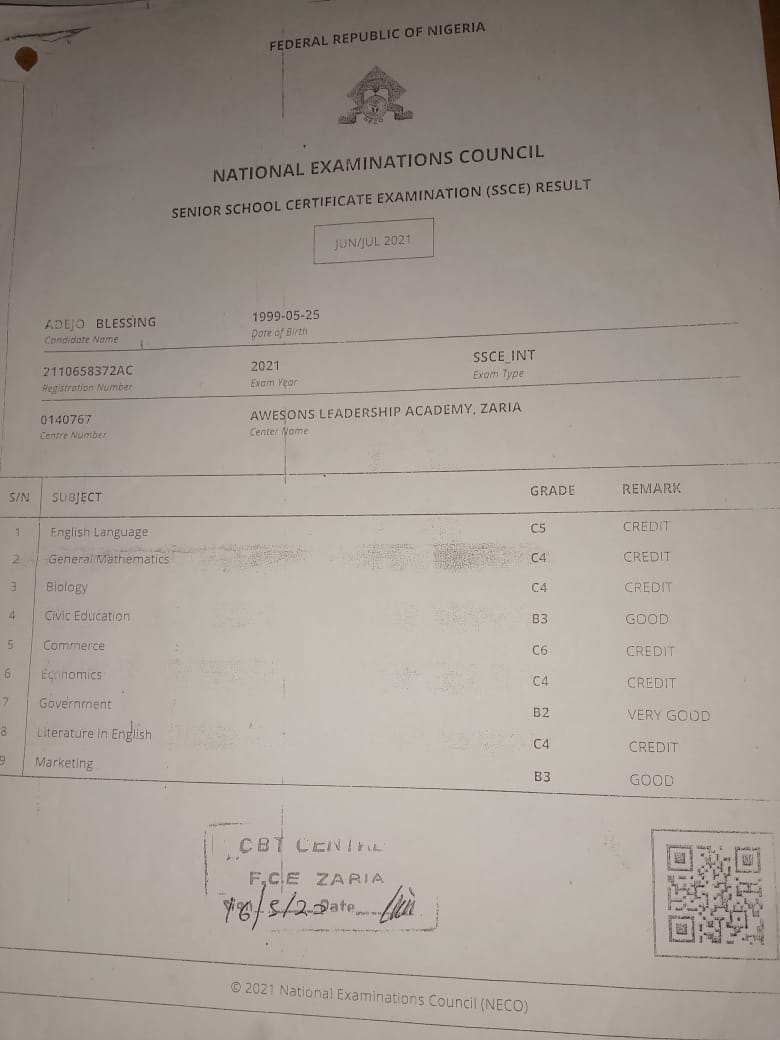 FEDERAL REPUBLIC OF NIGERIA
NECO
NATIONAL EXAMINATIONS COUNCIL
SENIOR SCHOOL CERTIFICATE EXAMINATION (SSCE) RESULT
JUN/JUL 2021
ADEJO BLESSING 1999-05-25
Candidate Name Date of Birth
2110658372AC 2021 SSCE_INT
Registration Number Exam Year Exam Type
0140767 AWESONS LEADERSHIP ACADEMY, ZARIA
Centre Number Center Name
S/N SUBJECT GRADE REMARK
1 English Language C5 CREDIT
2 General Mathematics C4 CREDIT
3 Biology C4 CREDIT
4 Civic Education B3 GOOD
5 Commerce C6 CREDIT
6 Economics C4 CREDIT
7 Government B2 VERY GOOD
8 Literature in English C4 CREDIT
9 Marketing B3 GOOD
CBT CENTRE
F.C.E ZARIA
Date
© 2021 National Examinations Council (NECO)